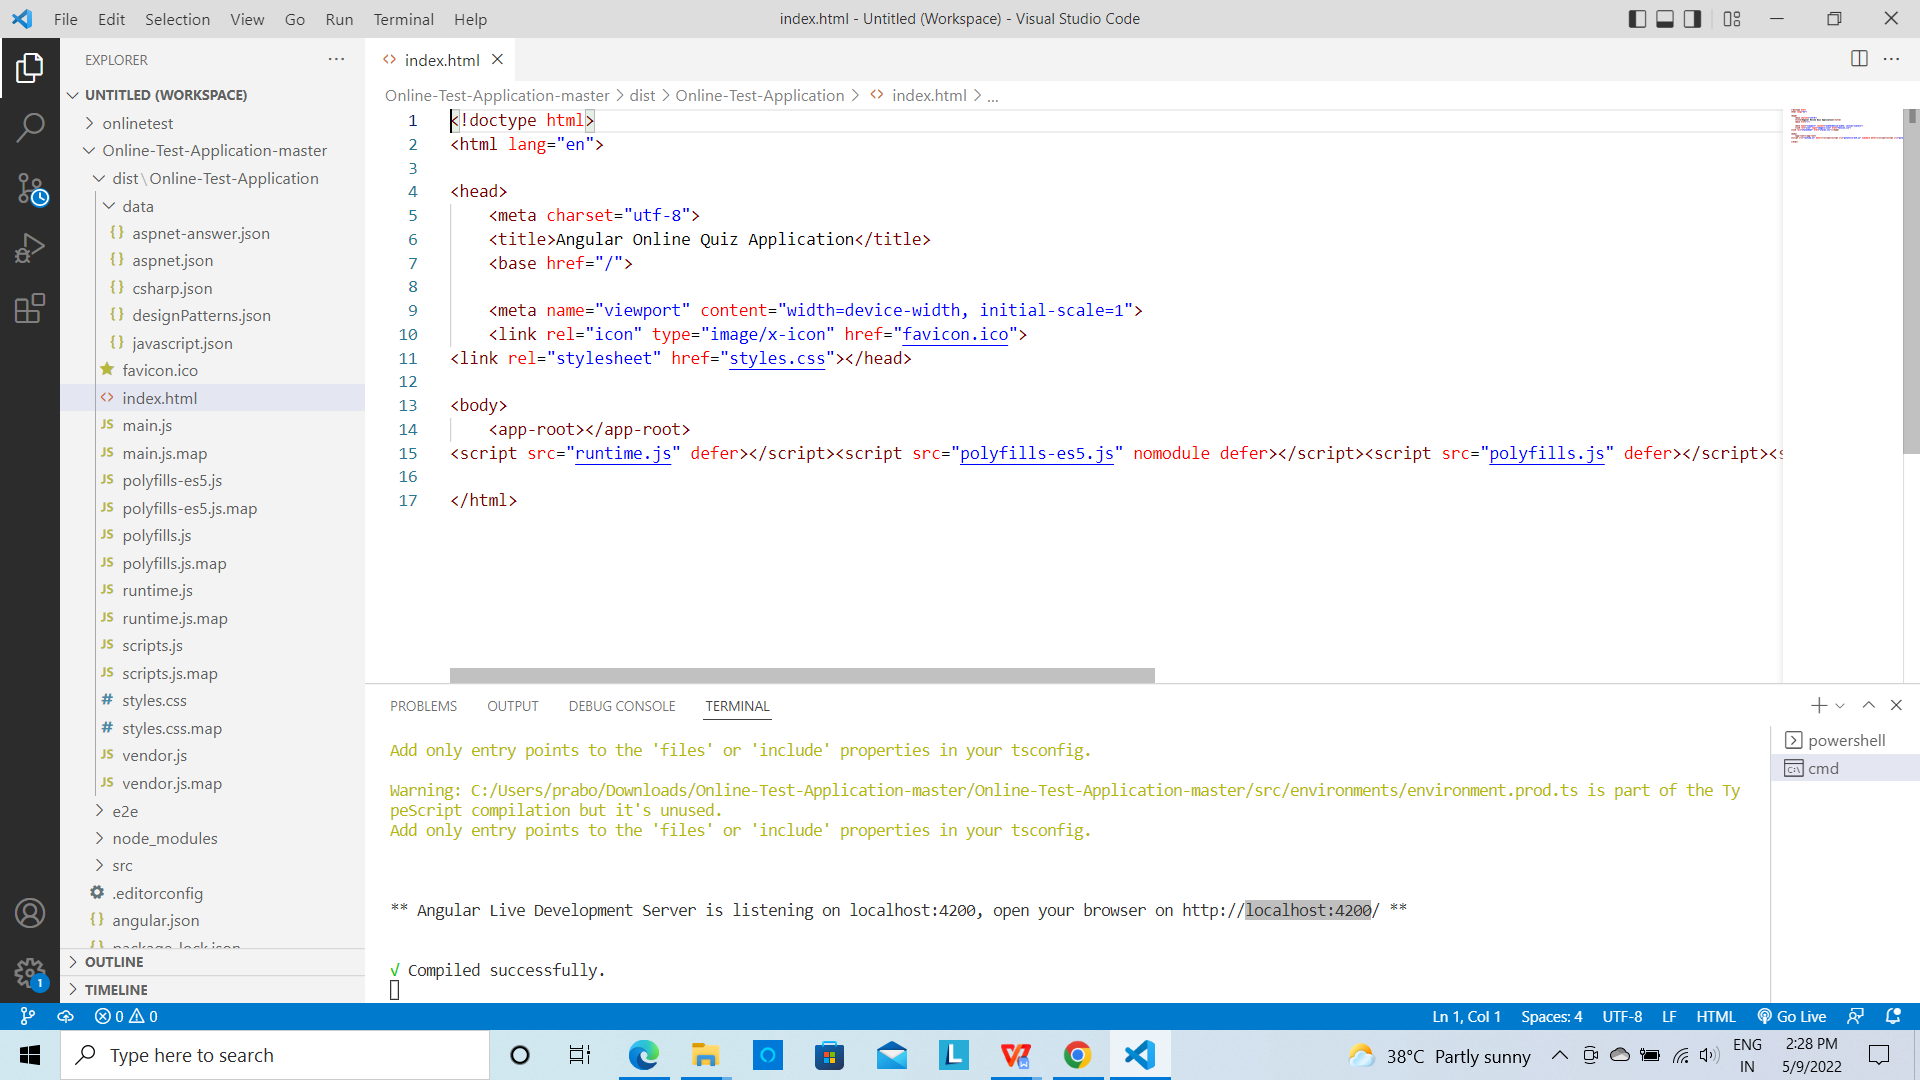 File Edit Selection View Go Run Terminal Help
index.html - Untitled (Workspace) - Visual Studio Code
EXPLORER
UNTITLED (WORKSPACE)
onlinetest
Online-Test-Application-master
dist\Online-Test-Application
data
aspnet-answer.json
aspnet.json
csharp.json
designPatterns.json
javascript.json
favicon.ico
index.html
main.js
main.js.map
polyfills-es5.js
polyfills-es5.js.map
polyfills.js
polyfills.js.map
runtime.js
runtime.js.map
scripts.js
scripts.js.map
styles.css
styles.css.map
vendor.js
vendor.js.map
e2e
node_modules
src
.editorconfig
angular.json
package-lock.json
OUTLINE
TIMELINE
index.html
Online-Test-Application-master > dist > Online-Test-Application > index.html > ...
1 <!doctype html>
2 <html lang="en">
3
4 <head>
5 <meta charset="utf-8">
6 <title>Angular Online Quiz Application</title>
7 <base href="/">
8
9 <meta name="viewport" content="width=device-width, initial-scale=1">
10 <link rel="icon" type="image/x-icon" href="favicon.ico">
11 <link rel="stylesheet" href="styles.css"></head>
12
13 <body>
14 <app-root></app-root>
15 <script src="runtime.js" defer></script><script src="polyfills-es5.js" nomodule defer></script><script src="polyfills.js" defer></script><s
16
17 </html>
PROBLEMS OUTPUT DEBUG CONSOLE TERMINAL
Add only entry points to the 'files' or 'include' properties in your tsconfig.
Warning: C:/Users/prabo/Downloads/Online-Test-Application-master/Online-Test-Application-master/src/environments/environment.prod.ts is part of the Ty
peScript compilation but it's unused.
Add only entry points to the 'files' or 'include' properties in your tsconfig.
** Angular Live Development Server is listening on localhost:4200, open your browser on http://localhost:4200/ **
√ Compiled successfully.
powershell
cmd
1
0 0
Ln 1, Col 1 Spaces: 4 UTF-8 LF HTML Go Live
Type here to search
38°C Partly sunny
ENG
IN
2:28 PM
5/9/2022